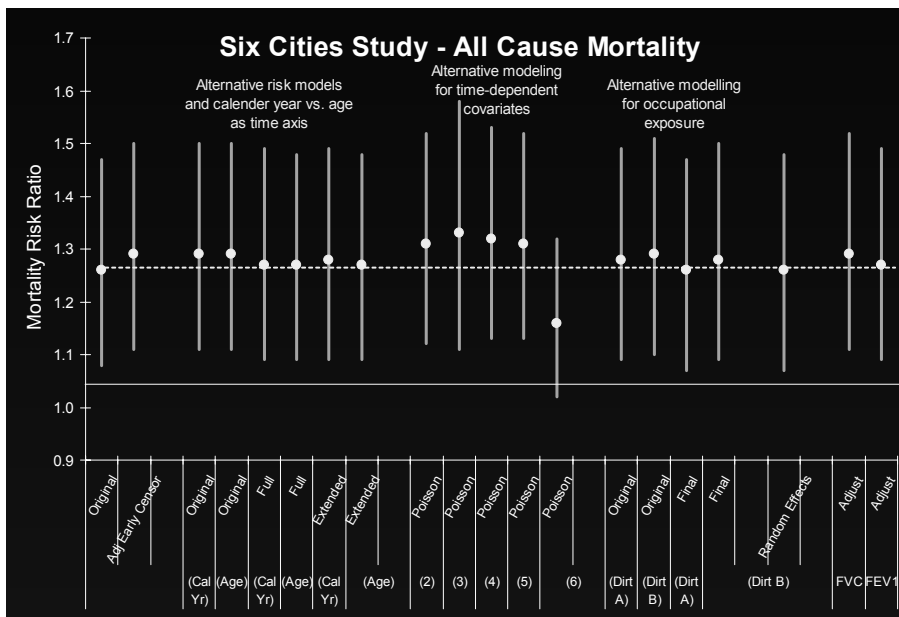 Six Cities Study - All Cause Mortality
Alternative risk models
and calender year vs. age
as time axis
Alternative modeling
for time-dependent
covariates
Alternative modelling
for occupational
exposure
Mortality Risk Ratio
1.7
1.6
1.5
1.4
1.3
1.2
1.1
1.0
0.9
Original
Adj Early Censor
Original
Original
Full
Full
Extended
Extended
Poisson
Poisson
Poisson
Poisson
Poisson
Original
Original
Final
Final
Random Effects
Adjust
Adjust
(Cal
Yr)
(Age)
(Cal
Yr)
(Age)
(Cal
Yr)
(Age)
(2)
(3)
(4)
(5)
(6)
(Dirt
A)
(Dirt
B)
(Dirt
A)
(Dirt B)
FVC
FEV1